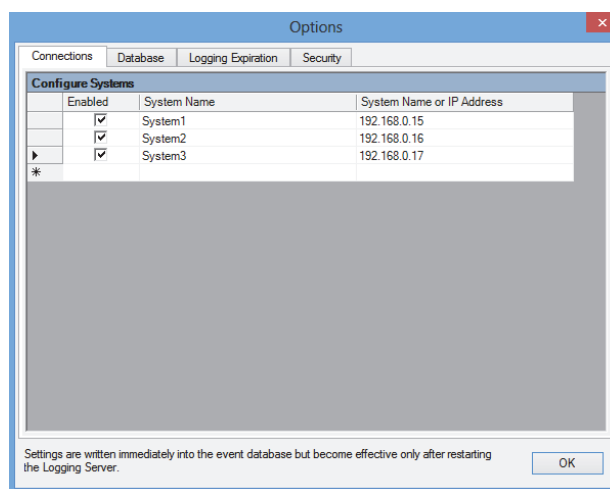 Options
Connections Database Logging Expiration Security
Configure Systems
Enabled System Name System Name or IP Address
System1 192.168.0.15
System2 192.168.0.16
System3 192.168.0.17
Settings are written immediately into the event database but become effective only after restarting
the Logging Server.
OK